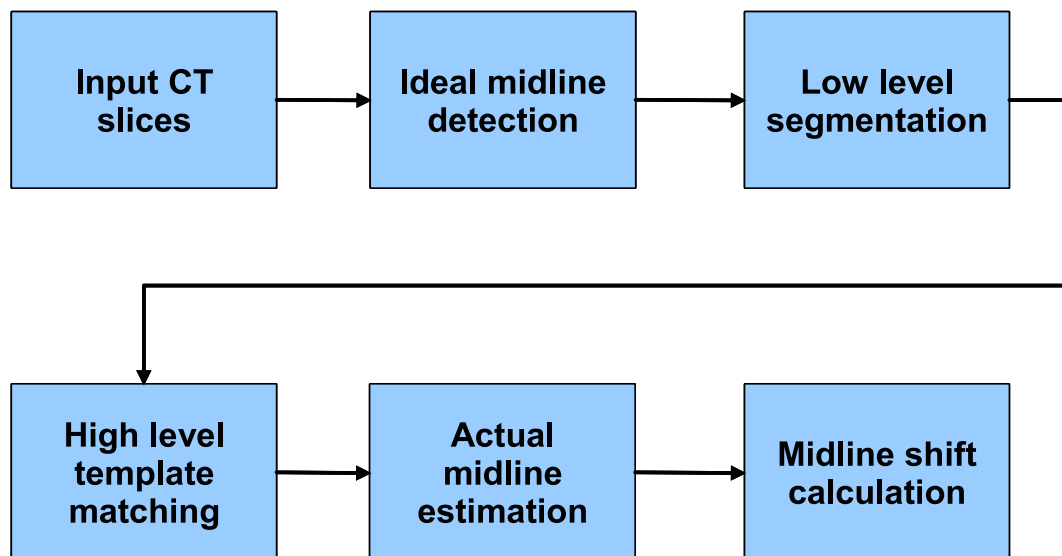 Input CT
slices
Ideal midline
detection
Low level
segmentation
High level
template
matching
Actual
midline
estimation
Midline shift
calculation